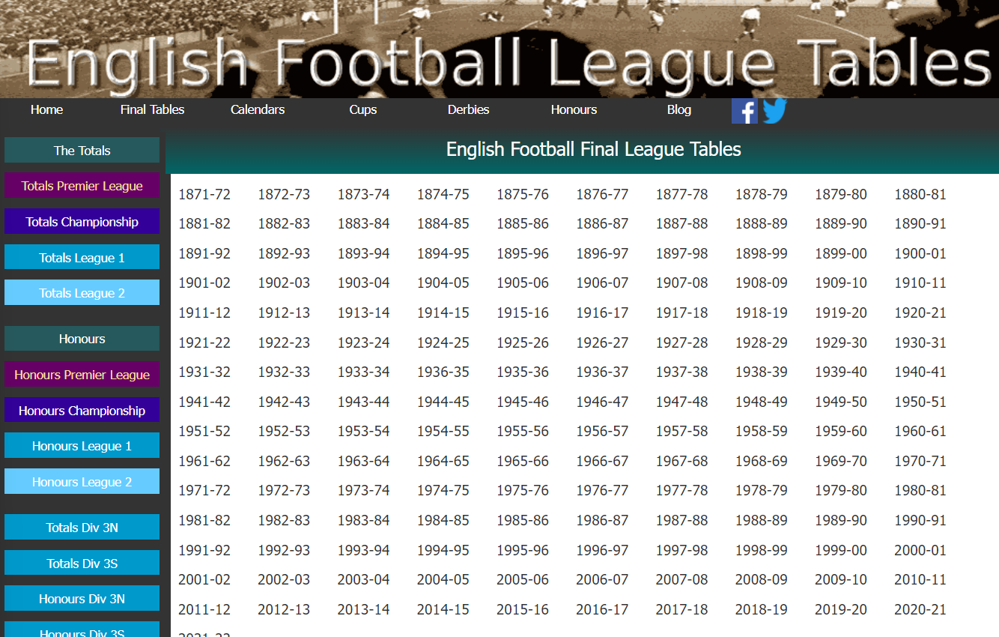 English Football League Tables
Home Final Tables Calendars Cups Derbies Honours Blog
The Totals
Totals Premier League
Totals Championship
Totals League 1
Totals League 2
Honours
Honours Premier League
Honours Championship
Honours League 1
Honours League 2
Totals Div 3N
Totals Div 3S
Honours Div 3N
Honours Div 3S
English Football Final League Tables
1871-72 1872-73 1873-74 1874-75 1875-76 1876-77 1877-78 1878-79 1879-80 1880-81
1881-82 1882-83 1883-84 1884-85 1885-86 1886-87 1887-88 1888-89 1889-90 1890-91
1891-92 1892-93 1893-94 1894-95 1895-96 1896-97 1897-98 1898-99 1899-00 1900-01
1901-02 1902-03 1903-04 1904-05 1905-06 1906-07 1907-08 1908-09 1909-10 1910-11
1911-12 1912-13 1913-14 1914-15 1915-16 1916-17 1917-18 1918-19 1919-20 1920-21
1921-22 1922-23 1923-24 1924-25 1925-26 1926-27 1927-28 1928-29 1929-30 1930-31
1931-32 1932-33 1933-34 1936-35 1935-36 1936-37 1937-38 1938-39 1939-40 1940-41
1941-42 1942-43 1943-44 1944-45 1945-46 1946-47 1947-48 1948-49 1949-50 1950-51
1951-52 1952-53 1953-54 1954-55 1955-56 1956-57 1957-58 1958-59 1959-60 1960-61
1961-62 1962-63 1963-64 1964-65 1965-66 1966-67 1967-68 1968-69 1969-70 1970-71
1971-72 1972-73 1973-74 1974-75 1975-76 1976-77 1977-78 1978-79 1979-80 1980-81
1981-82 1982-83 1983-84 1984-85 1985-86 1986-87 1987-88 1988-89 1989-90 1990-91
1991-92 1992-93 1993-94 1994-95 1995-96 1996-97 1997-98 1998-99 1999-00 2000-01
2001-02 2002-03 2003-04 2004-05 2005-06 2006-07 2007-08 2008-09 2009-10 2010-11
2011-12 2012-13 2013-14 2014-15 2015-16 2016-17 2017-18 2018-19 2019-20 2020-21